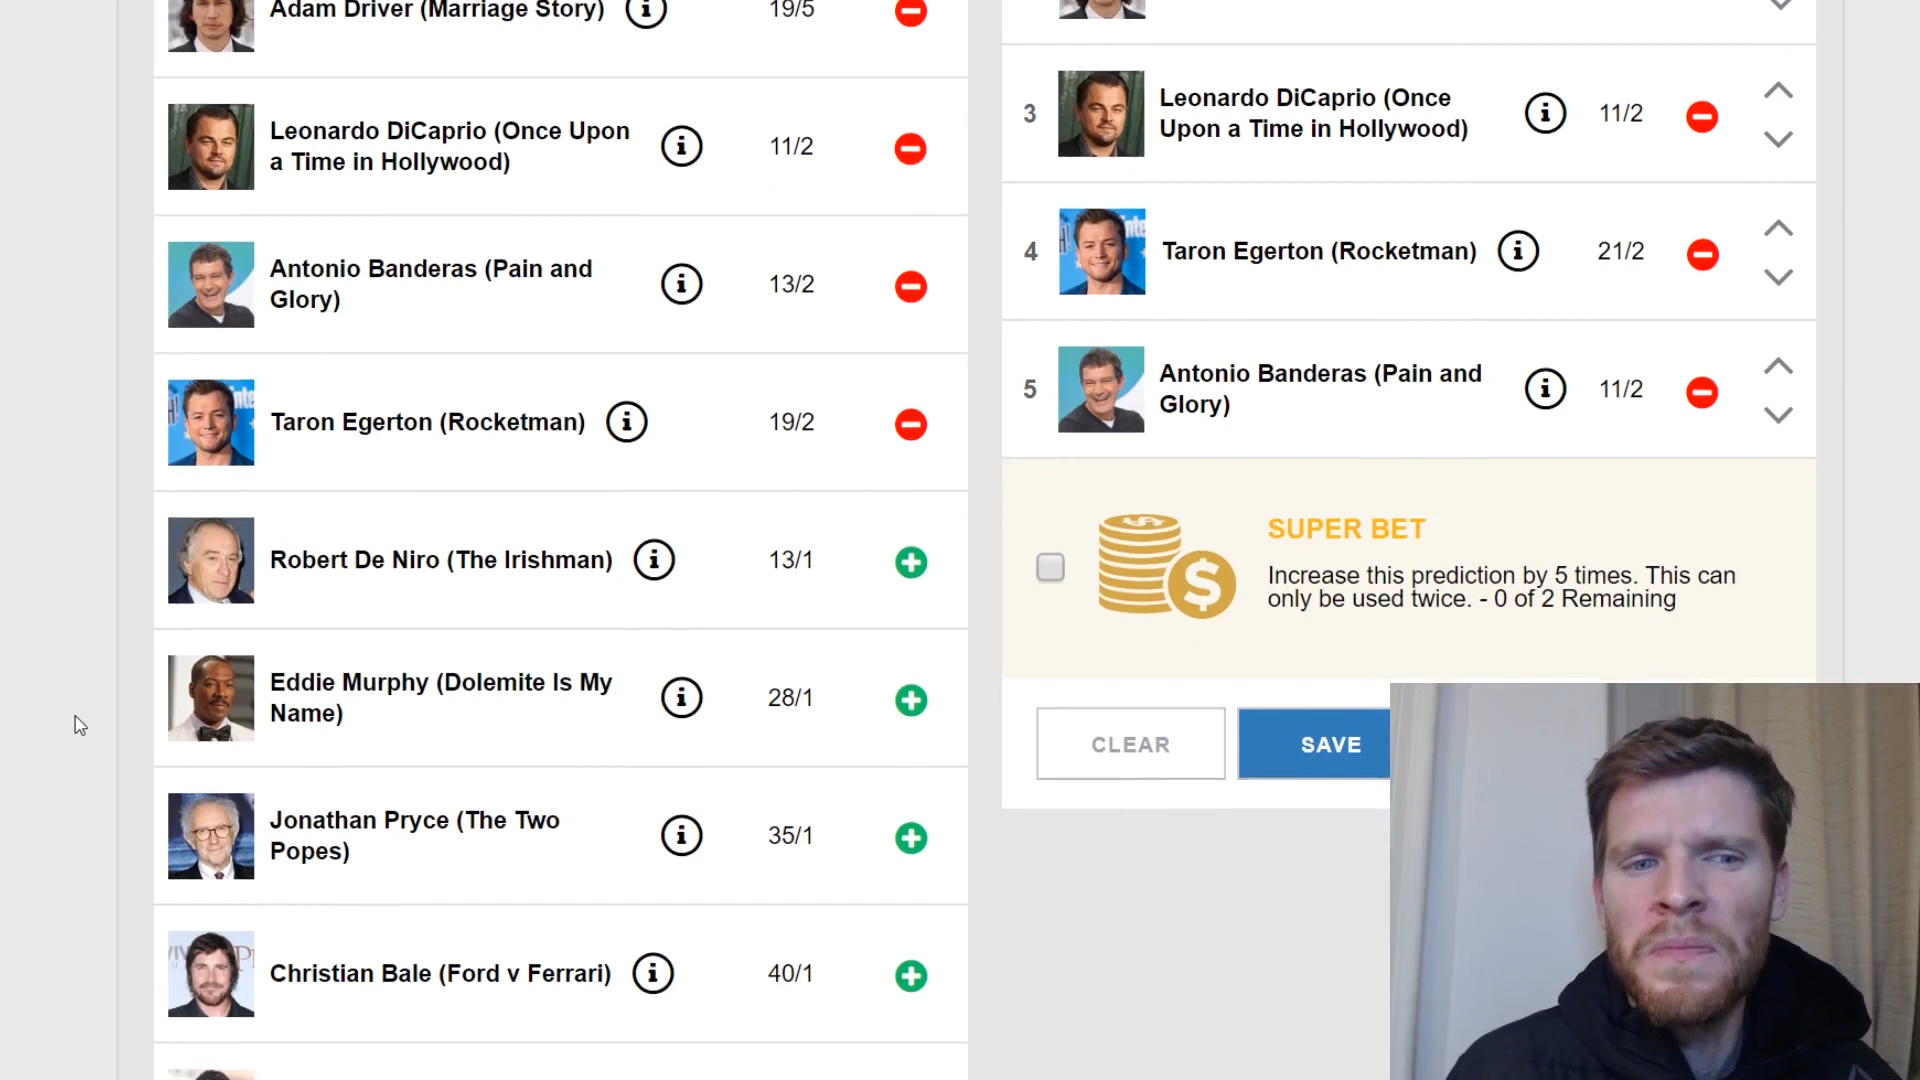 Adam Driver (Marriage Story) i 19/5
Leonardo DiCaprio (Once Upon
a Time in Hollywood) i 11/2
Antonio Banderas (Pain and
Glory) i 13/2
Taron Egerton (Rocketman) i 19/2
Robert De Niro (The Irishman) i 13/1
Eddie Murphy (Dolemite Is My
Name) i 28/1
Jonathan Pryce (The Two
Popes) i 35/1
Christian Bale (Ford v Ferrari) i 40/1
3 Leonardo DiCaprio (Once
Upon a Time in Hollywood) i 11/2
4 Taron Egerton (Rocketman) i 21/2
5 Antonio Banderas (Pain and
Glory) i 11/2
SUPER BET
Increase this prediction by 5 times. This can
only be used twice. - 0 of 2 Remaining
CLEAR SAVE